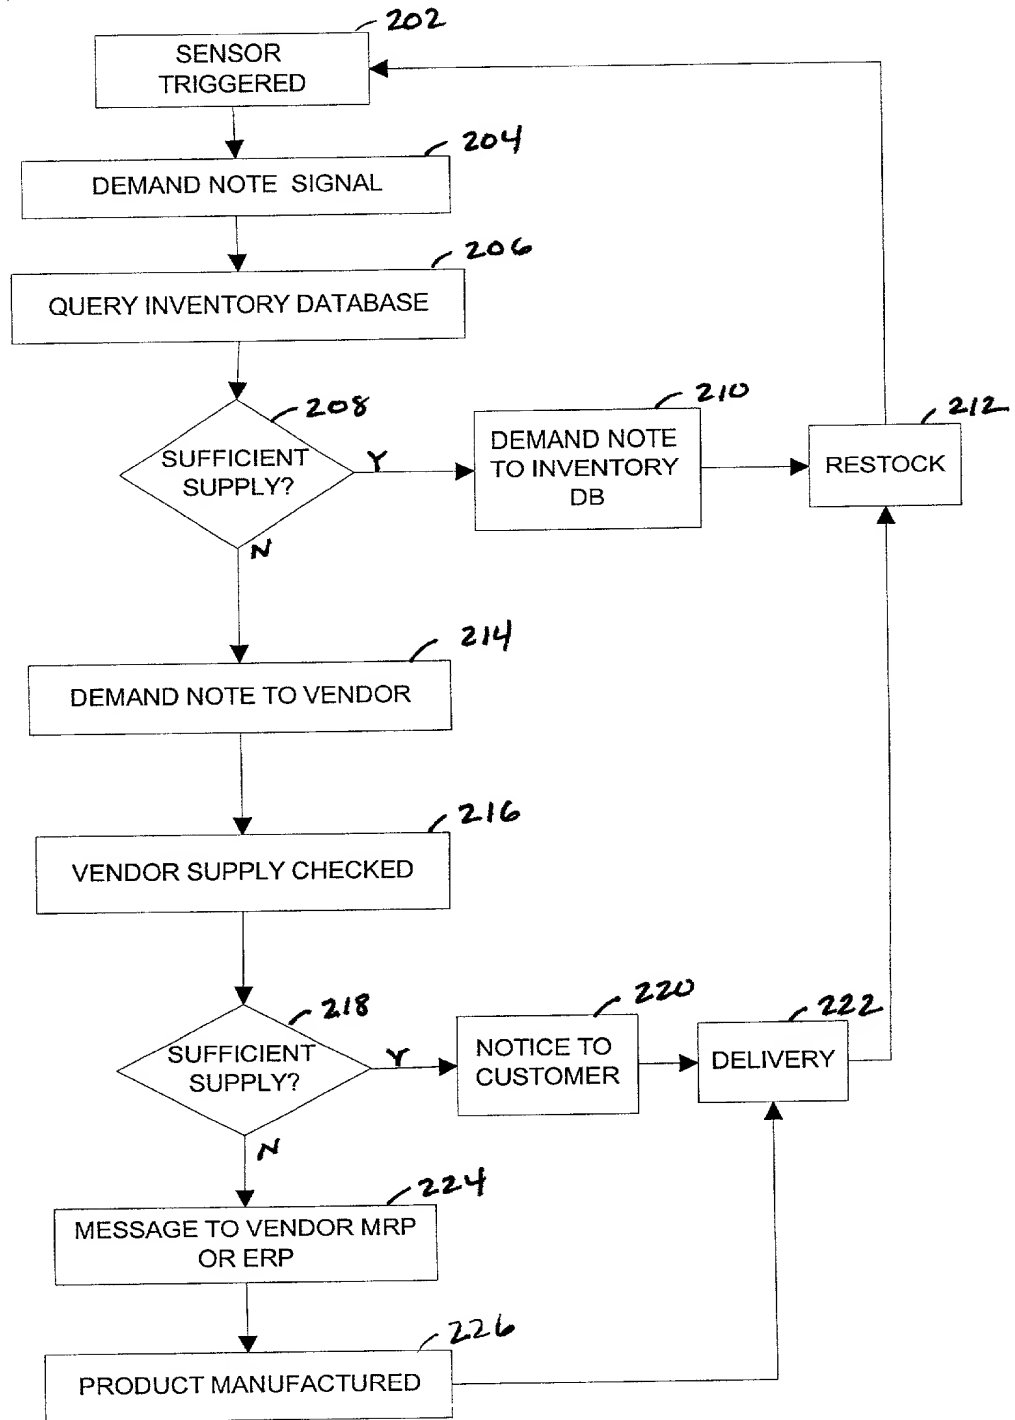 202
SENSOR
TRIGGERED
204
DEMAND NOTE SIGNAL
206
QUERY INVENTORY DATABASE
208
SUFFICIENT
SUPPLY?
Y
N
210
DEMAND NOTE
TO INVENTORY
DB
212
RESTOCK
214
DEMAND NOTE TO VENDOR
216
VENDOR SUPPLY CHECKED
218
SUFFICIENT
SUPPLY?
Y
N
220
NOTICE TO
CUSTOMER
222
DELIVERY
224
MESSAGE TO VENDOR MRP
OR ERP
226
PRODUCT MANUFACTURED